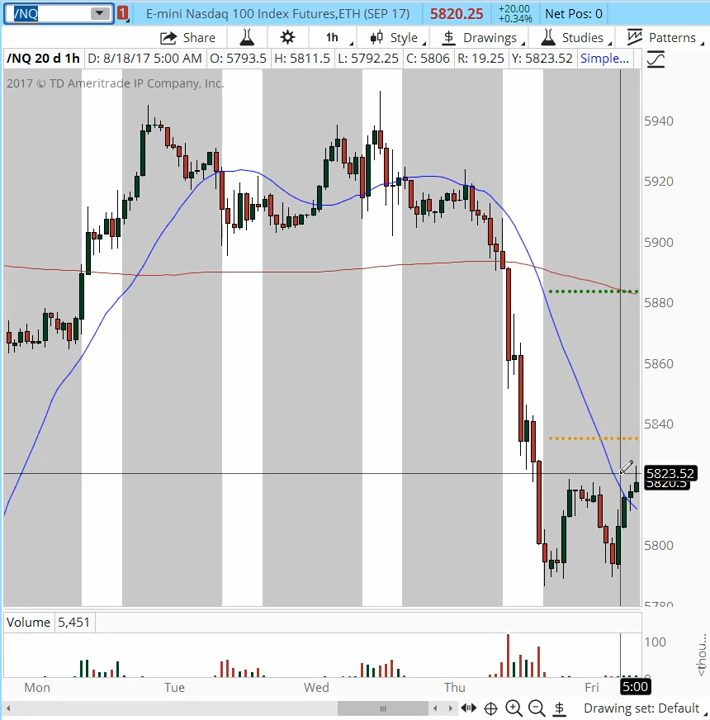 /NQ 1 E-mini Nasdaq 100 Index Futures,ETH (SEP 17) 5820.25 +20.00 +0.34% Net Pos: 0
Share 1h Style $ Drawings Studies Patterns
/NQ 20 d 1h D: 8/18/17 5:00 AM O: 5793.5 H: 5811.5 L: 5792.25 C: 5806 R: 19.25 Y: 5823.52 Simple...
2017 © TD Ameritrade IP Company, Inc.
5940
5920
5900
5880
5860
5840
5823.52
5820.5
5800
5780
Volume 5,451
100
0
<thou...
Mon Tue Wed Thu Fri 5:00
$ Drawing set: Default